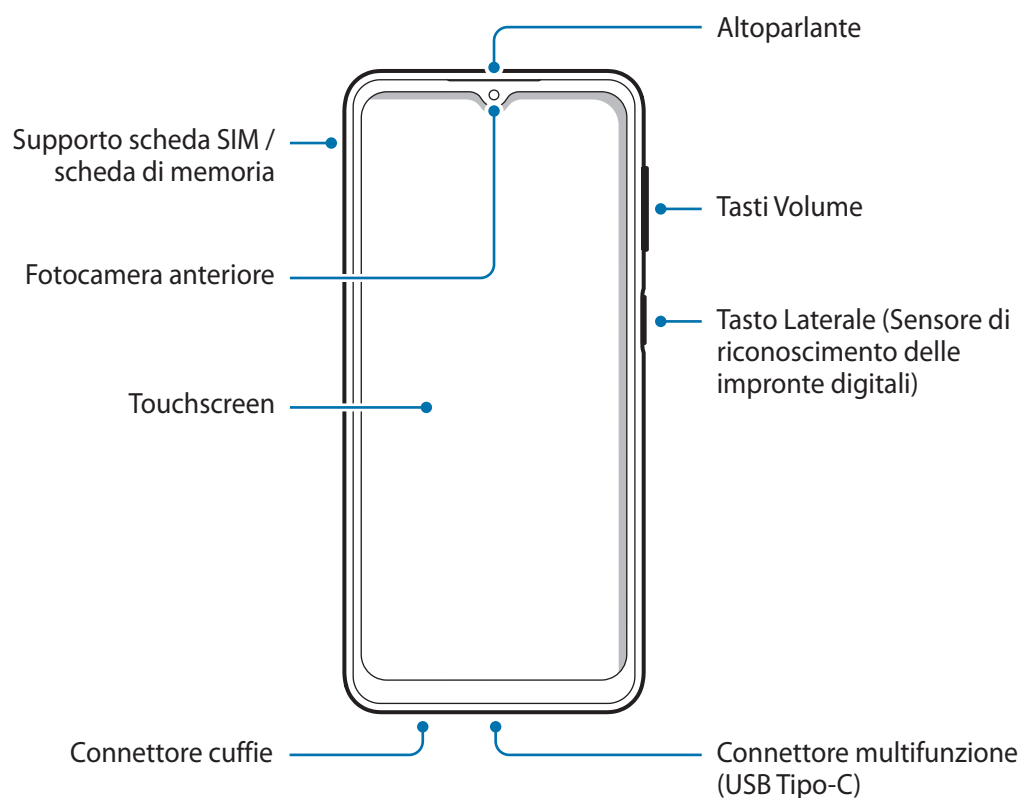 Altoparlante
Supporto scheda SIM /
scheda di memoria
Tasti Volume
Fotocamera anteriore
Tasto Laterale (Sensore di
riconoscimento delle
impronte digitali)
Touchscreen
Connettore cuffie
Connettore multifunzione
(USB Tipo-C)